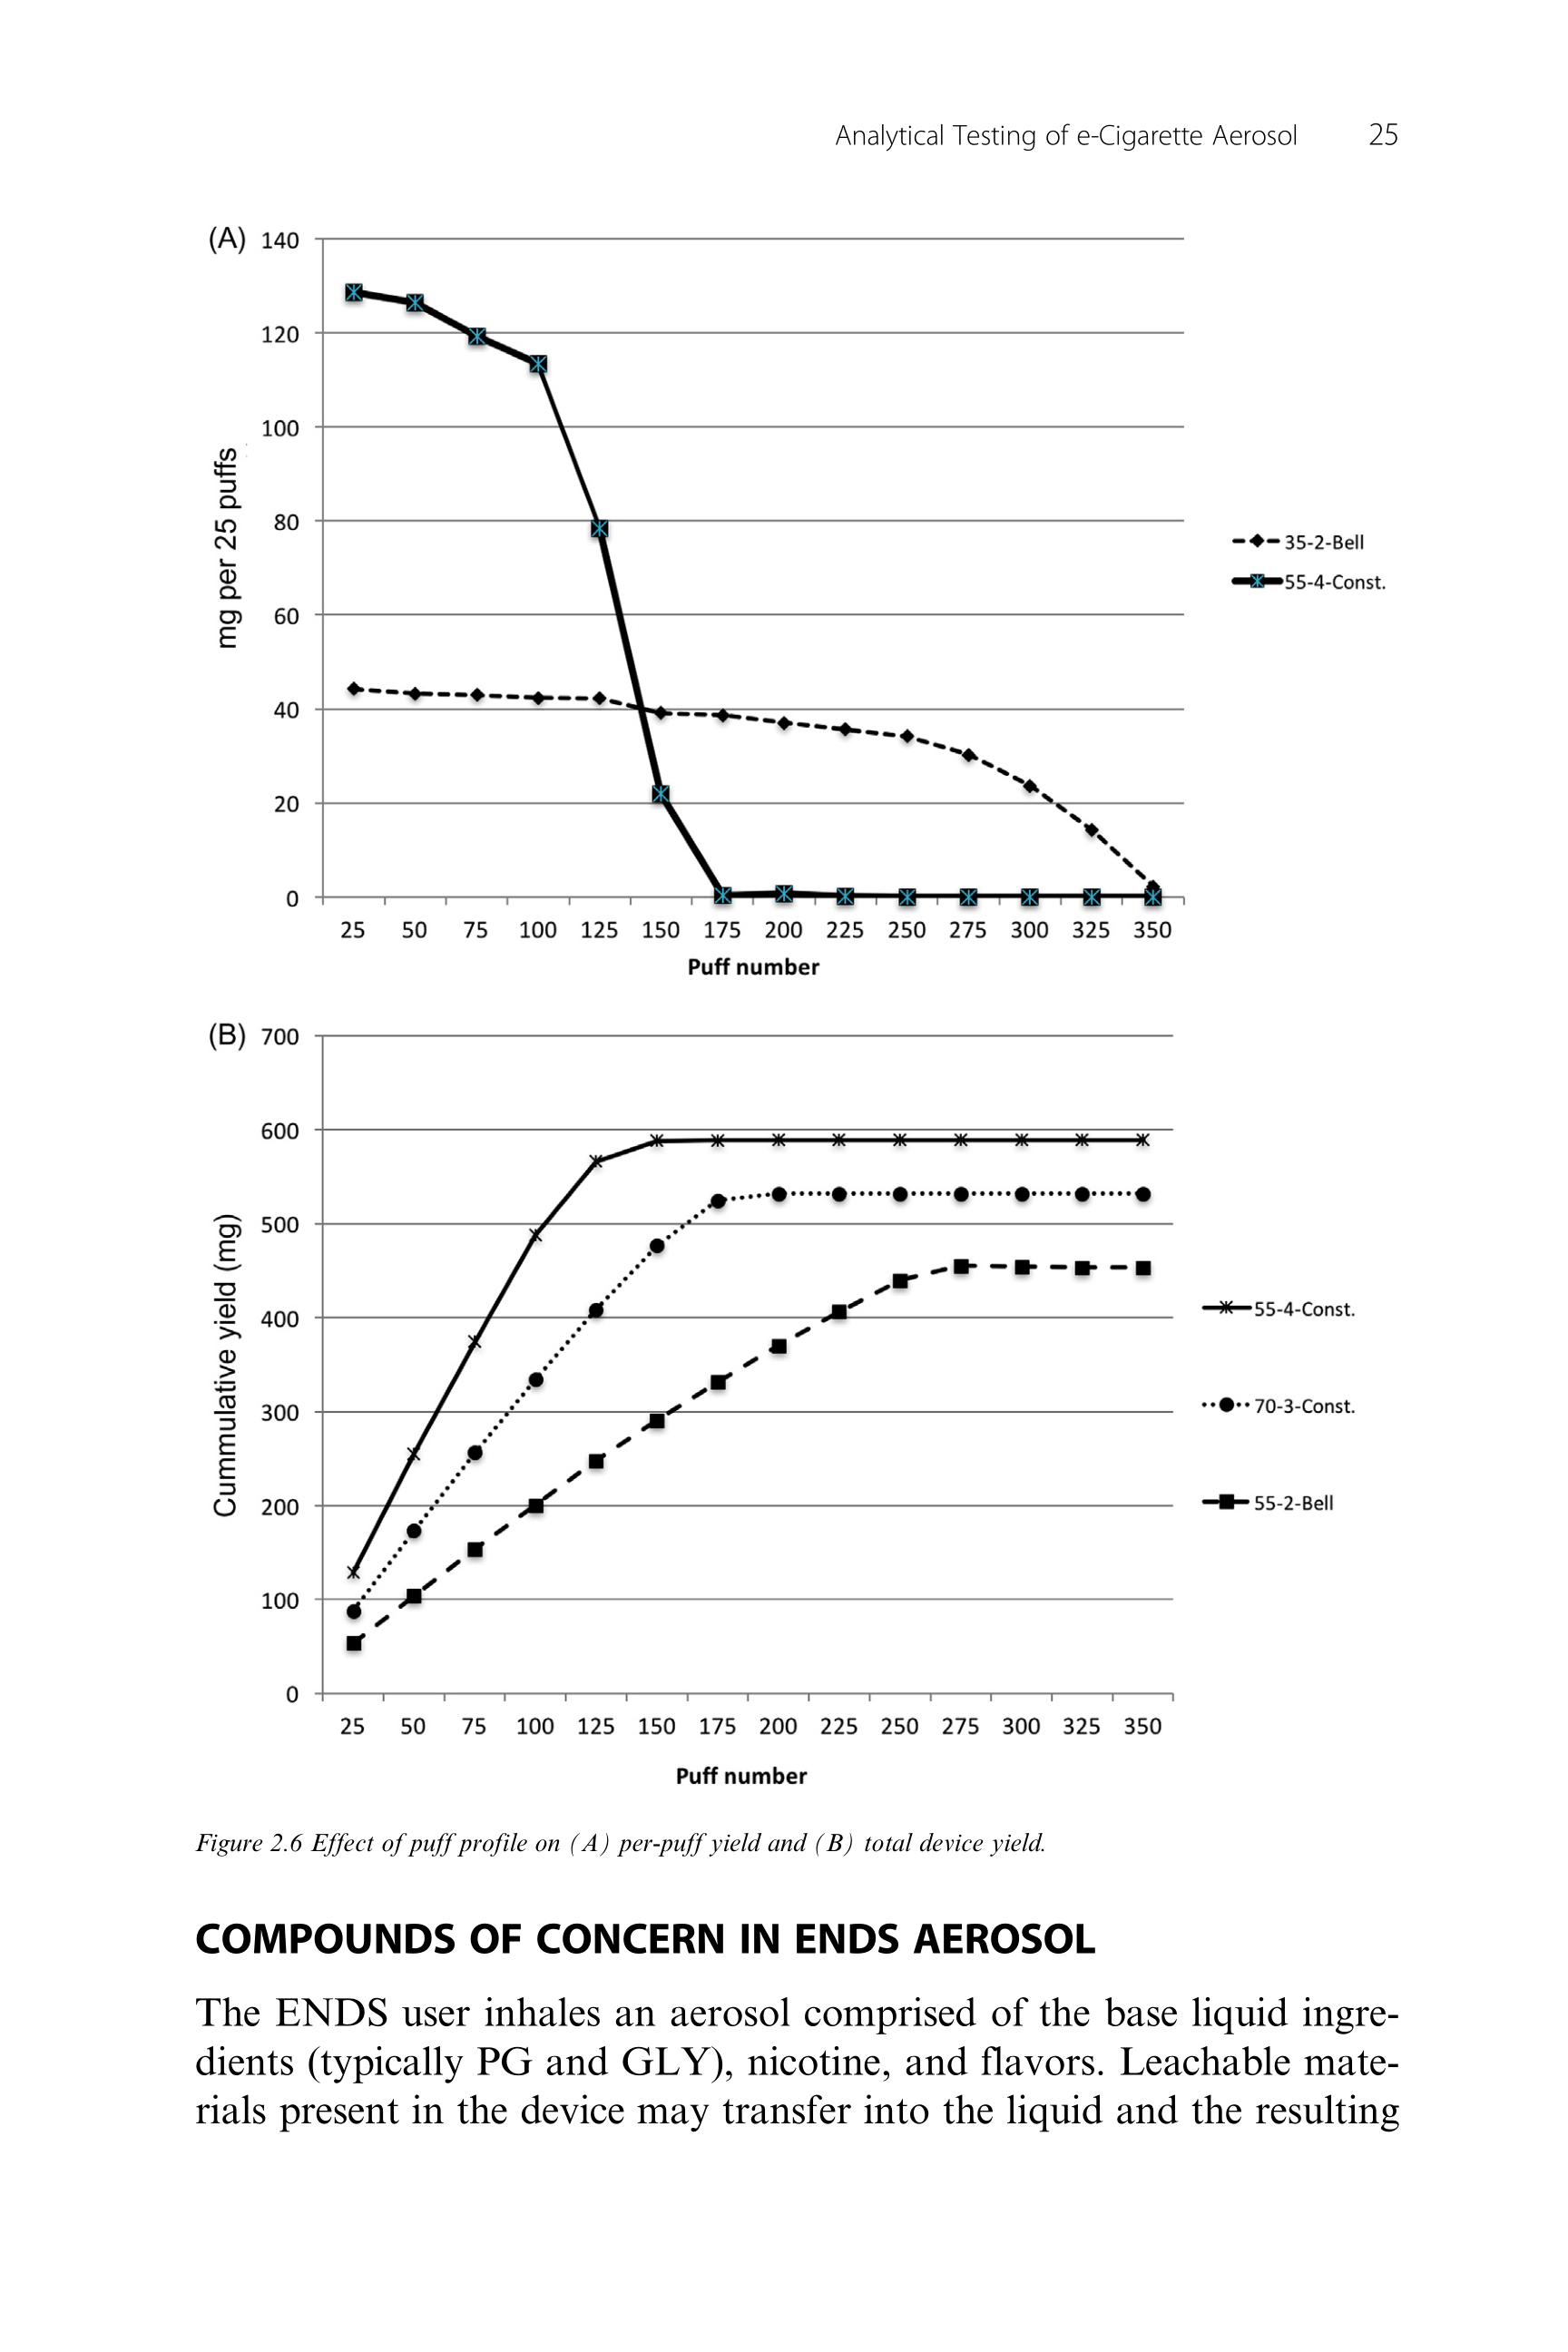 Analytical Testing of e-Cigarette Aerosol 25
(A)
140
120
100
80
60
40
20
0
mg per 25 puffs
25 50 75 100 125 150 175 200 225 250 275 300 325 350
Puff number
35-2-Bell
55-4-Const.
(B)
700
600
500
400
300
200
100
0
Cummulative yield (mg)
25 50 75 100 125 150 175 200 225 250 275 300 325 350
Puff number
55-4-Const.
70-3-Const.
55-2-Bell
Figure 2.6 Effect of puff profile on (A) per-puff yield and (B) total device yield.
COMPOUNDS OF CONCERN IN ENDS AEROSOL
The ENDS user inhales an aerosol comprised of the base liquid ingre-
dients (typically PG and GLY), nicotine, and flavors. Leachable mate-
rials present in the device may transfer into the liquid and the resulting